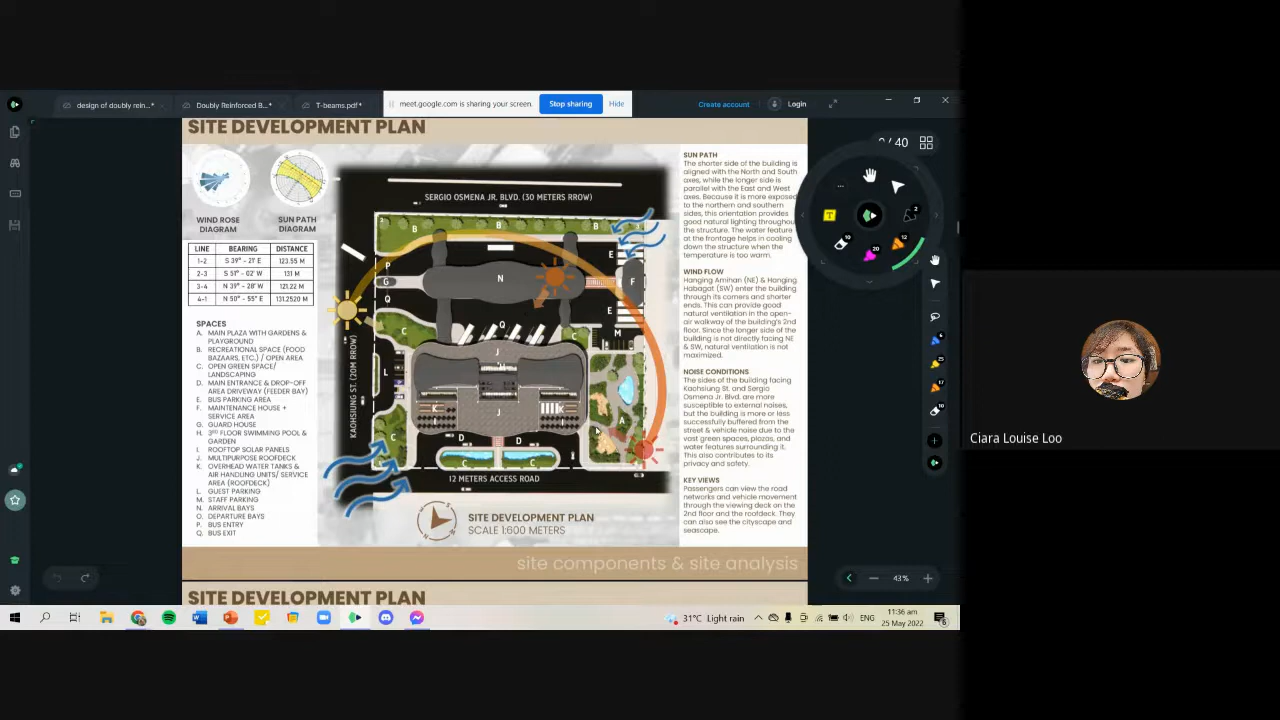 design of doubly rein...*
Doubly Reinforced B...*
T-beams.pdf*
meet.google.com is sharing your screen.
Stop sharing
Hide
Create account
Login
SITE DEVELOPMENT PLAN
/ 40
WIND ROSE
DIAGRAM
SUN PATH
DIAGRAM
LINE BEARING DISTANCE
1-2 S 39° - 21' E 123.55 M
2-3 S 51° - 02' W 131 M
3-4 N 39° - 28' W 121.22 M
4-1 N 50° - 55' E 131.2520 M
SPACES
A. MAIN PLAZA WITH GARDENS &
PLAYGROUND
B. RECREATIONAL SPACE (FOOD
BAZAARS, ETC.) / OPEN AREA
C. OPEN GREEN SPACE/
LANDSCAPING
D. MAIN ENTRANCE & DROP-OFF
AREA DRIVEWAY (FEEDER BAY)
E. BUS PARKING AREA
F. MAINTENANCE HOUSE +
SERVICE AREA
G. GUARD HOUSE
H. 3RD FLOOR SWIMMING POOL &
GARDEN
I. ROOFTOP SOLAR PANELS
J. MULTIPURPOSE ROOFDECK
K. OVERHEAD WATER TANKS &
AIR HANDLING UNITS/ SERVICE
AREA (ROOFDECK)
L. GUEST PARKING
M. STAFF PARKING
N. ARRIVAL BAYS
O. DEPARTURE BAYS
P. BUS ENTRY
Q. BUS EXIT
SERGIO OSMENA JR. BLVD. (30 METERS RROW)
B B B
P E
G N F
Q
E
C O C M
J
H
L
K J K
A
C D D
C C
KAOHSIUNG ST. (20M RROW)
12 METERS ACCESS ROAD
SITE DEVELOPMENT PLAN
SCALE 1:600 METERS
SUN PATH
The shorter side of the building is
aligned with the North and South
axes, while the longer side is
parallel with the East and West
axes. Because it is more exposed
to the northern and southern
sides, this orientation provides
good natural lighting throughout
the structure. The water feature
at the frontage helps in cooling
down the structure when the
temperature is too warm.
WIND FLOW
Hanging Amihan (NE) & Hanging
Habagat (SW) enter the building
through its corners and shorter
ends. This can provide good
natural ventilation in the open-
air walkway of the building's 2nd
floor. Since the longer side of the
building is not directly facing NE
& SW, natural ventilation is not
maximized.
NOISE CONDITIONS
The sides of the building facing
Kaohsiung St. and Sergio
Osmena Jr. Blvd. are more
susceptible to external noises,
but the building is more or less
successfully buffered from the
street & vehicle noise due to the
vast green spaces, plazas, and
water features surrounding it.
This also contributes to its
privacy and safety.
KEY VIEWS
Passengers can view the road
networks and vehicle movement
through the viewing deck on the
2nd floor and the roofdeck. They
can also see the cityscape and
seascape.
site components & site analysis
SITE DEVELOPMENT PLAN
43%
Ciara Louise Loo
31°C Light rain
ENG
11:36 am
25 May 2022